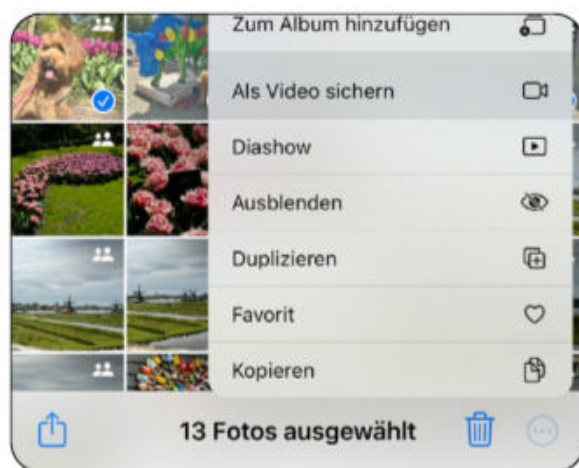 Zum Album hinzufügen
Als Video sichern
Diashow
Ausblenden
Duplizieren
Favorit
Kopieren
13 Fotos ausgewählt